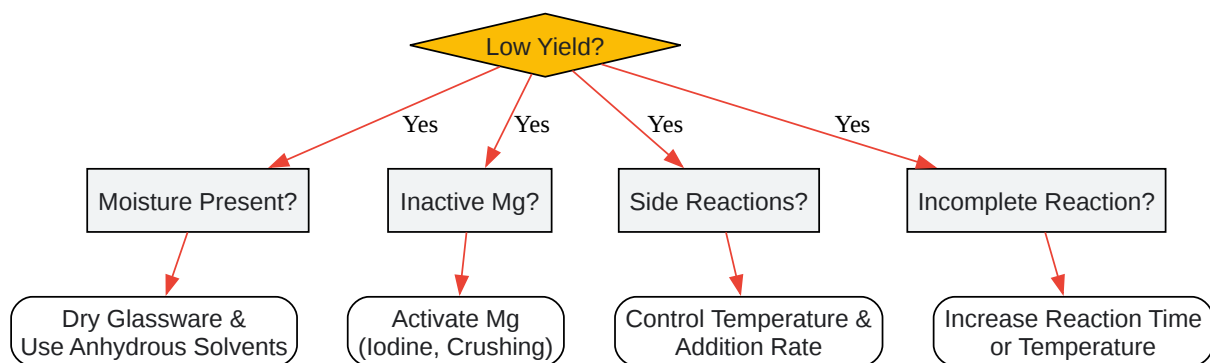 Low Yield?
Yes
Yes
Yes
Yes
Moisture Present?
Inactive Mg?
Side Reactions?
Incomplete Reaction?
Dry Glassware &
Use Anhydrous Solvents
Activate Mg
(Iodine, Crushing)
Control Temperature &
Addition Rate
Increase Reaction Time
or Temperature